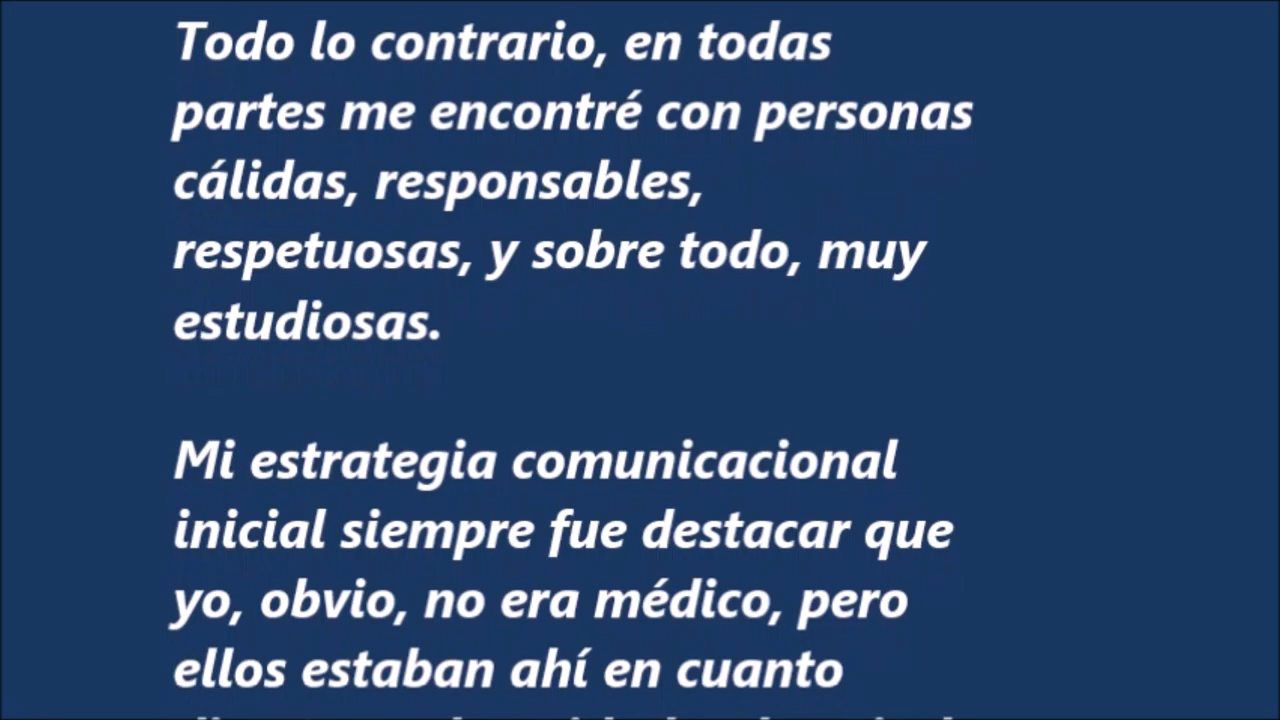 Todo lo contrario, en todas
partes me encontré con personas
cálidas, responsables,
respetuosas, y sobre todo, muy
estudiosas.
Mi estrategia comunicacional
inicial siempre fue destacar que
yo, obvio, no era médico, pero
ellos estaban ahí en cuanto